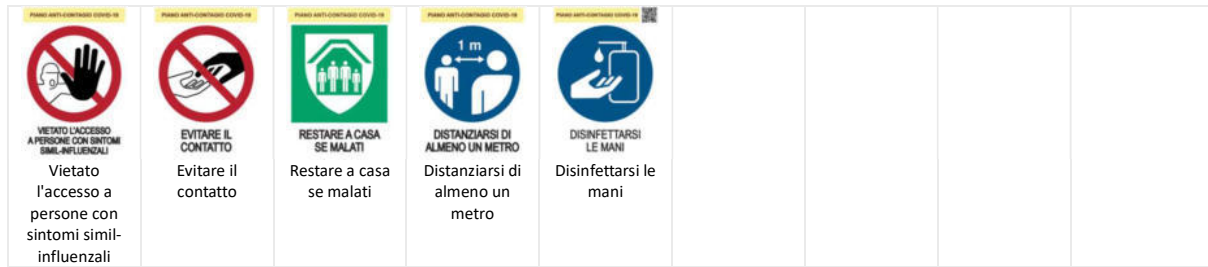 PIANO ANTI-CONTAGIO COVID-19
VIETATO L'ACCESSO
A PERSONE CON SINTOMI
SIMIL-INFLUENZALI
Vietato
l'accesso a
persone con
sintomi simil-
influenzali
PIANO ANTI-CONTAGIO COVID-19
EVITARE IL
CONTATTO
Evitare il
contatto
PIANO ANTI-CONTAGIO COVID-19
RESTARE A CASA
SE MALATI
Restare a casa
se malati
PIANO ANTI-CONTAGIO COVID-19
1 m
DISTANZIARSI DI
ALMENO UN METRO
Distanziarsi di
almeno un
metro
PIANO ANTI-CONTAGIO COVID-19
DISINFETTARSI
LE MANI
Disinfettarsi le
mani